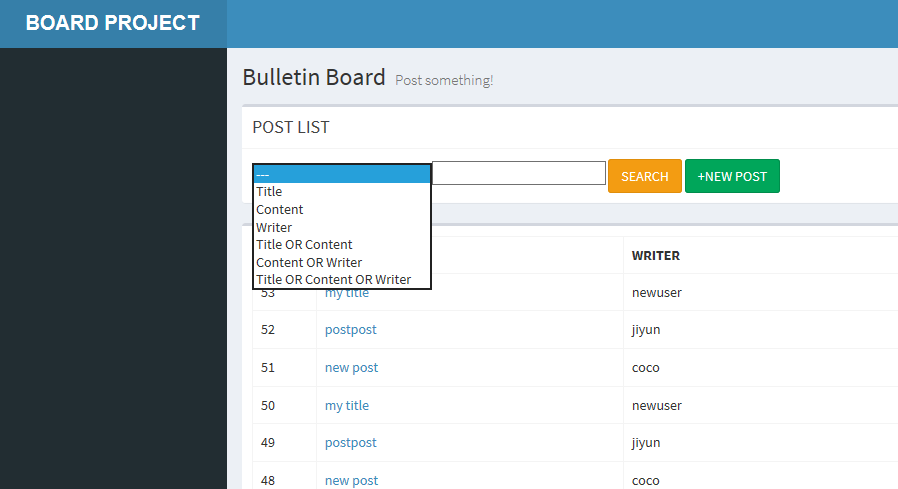 BOARD PROJECT
Bulletin Board Post something!
POST LIST
---
SEARCH
+NEW POST
Title
Content
Writer
Title OR Content
Content OR Writer
Title OR Content OR Writer
WRITER
53 my title newuser
52 postpost jiyun
51 new post coco
50 my title newuser
49 postpost jiyun
48 new post coco